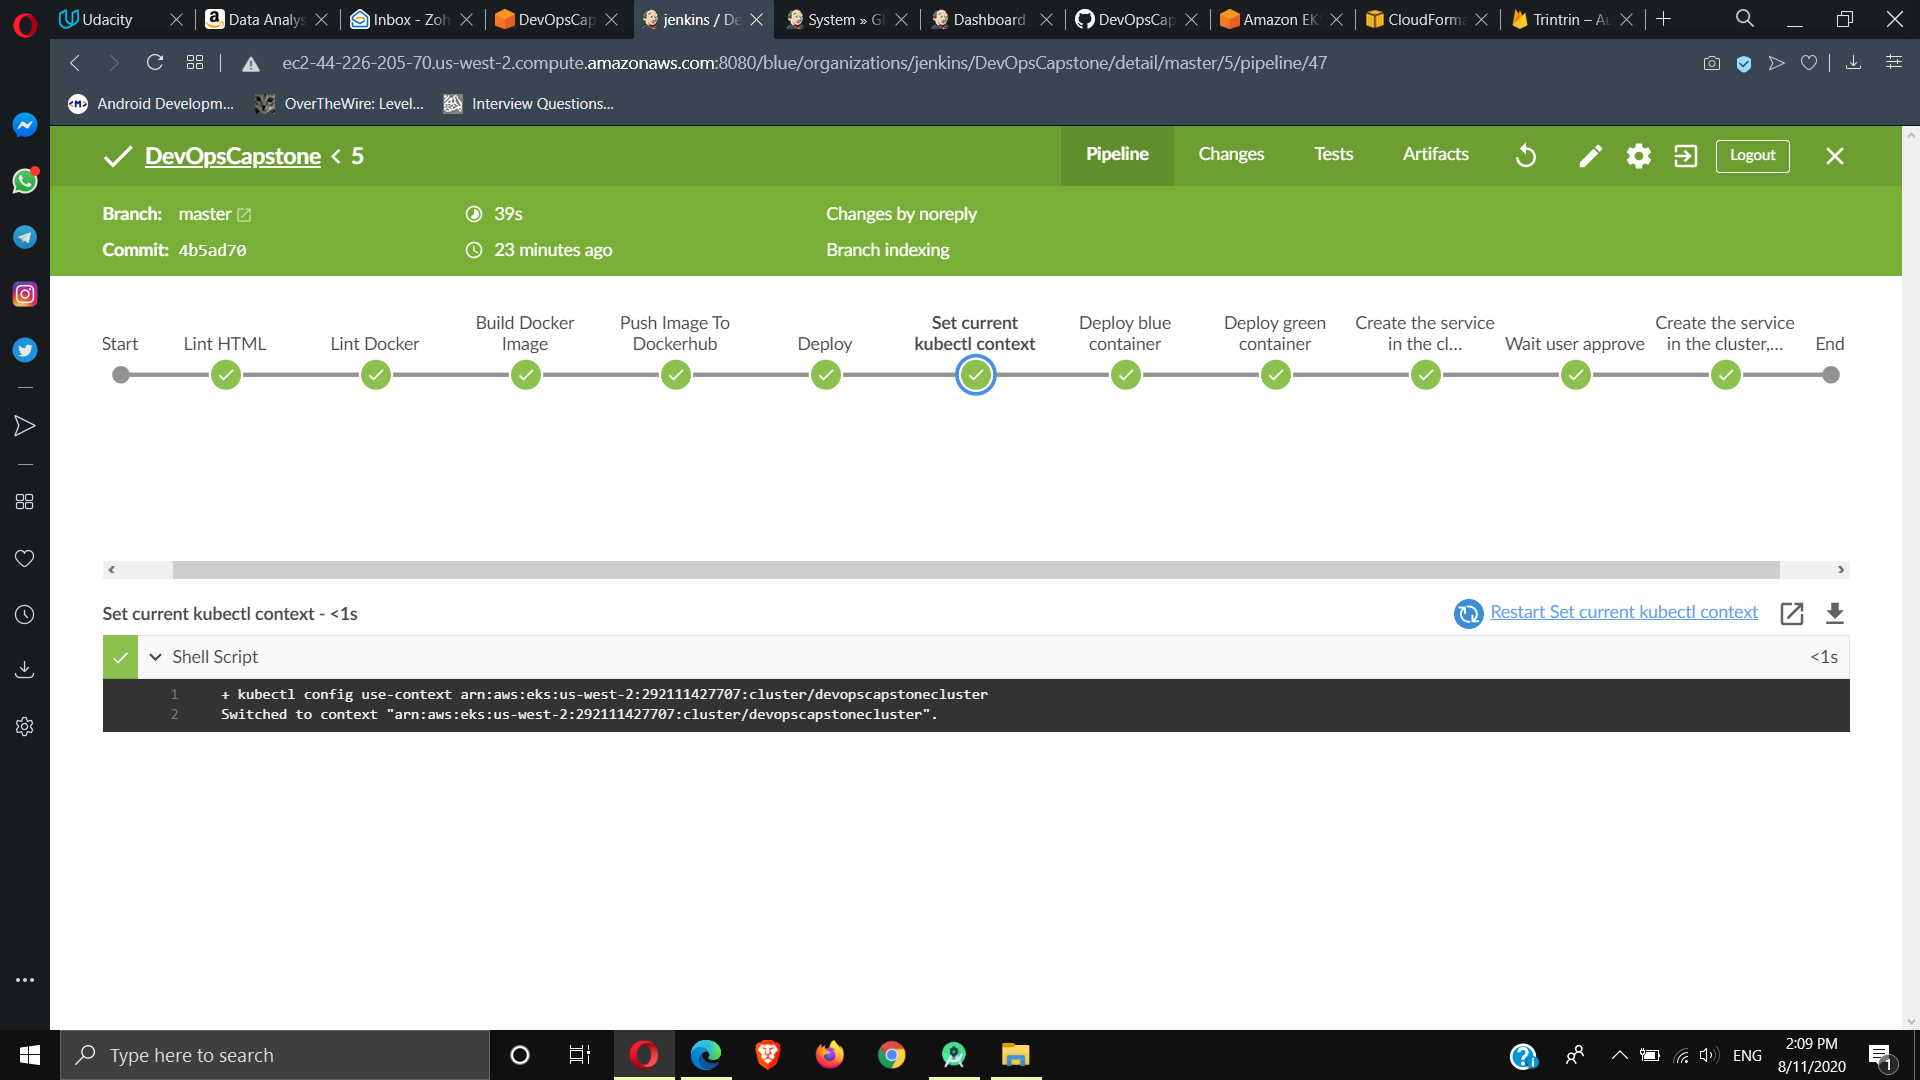 Udacity
Data Analys
Inbox - Zoh
DevOpsCap
jenkins / De
System » Gl
Dashboard
DevOpsCap
Amazon EKS
CloudForma
Trintrin – Au
ec2-44-226-205-70.us-west-2.compute.amazonaws.com:8080/blue/organizations/jenkins/DevOpsCapstone/detail/master/5/pipeline/47
Android Developm...
OverTheWire: Level...
Interview Questions...
DevOpsCapstone < 5
Pipeline
Changes
Tests
Artifacts
Logout
Branch: master
39s
Changes by noreply
Commit: 4b5ad70
23 minutes ago
Branch indexing
Start
Lint HTML
Lint Docker
Build Docker
Image
Push Image To
Dockerhub
Deploy
Set current
kubectl context
Deploy blue
container
Deploy green
container
Create the service
in the cl...
Wait user approve
Create the service
in the cluster,...
End
Set current kubectl context - <1s
Restart Set current kubectl context
Shell Script
<1s
1 + kubectl config use-context arn:aws:eks:us-west-2:292111427707:cluster/devopscapstonecluster
2 Switched to context "arn:aws:eks:us-west-2:292111427707:cluster/devopscapstonecluster".
Type here to search
ENG
2:09 PM
8/11/2020
1